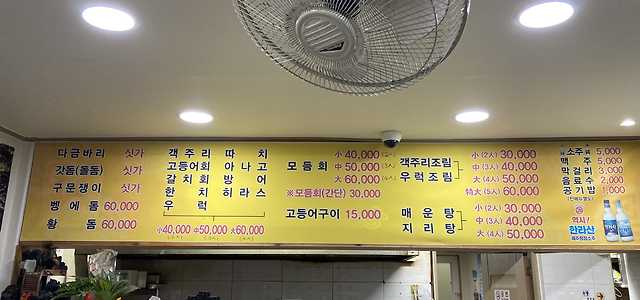 다금바리 싯가
갓돔(돌돔) 싯가
구문쟁이 싯가
벵에돔 60,000
황돔 60,000
객주리 따치
고등어회 아나고
갈치회 방어
한치 히라스
우럭
小40,000 中50,000 大60,000
모듬회
小 40,000
中 50,000
大 60,000
※모듬회(간단) 30,000
고등어구이 15,000
객주리조림
우럭조림
小 (2人) 30,000
中 (3人) 40,000
大 (4人) 50,000
特大 (5人) 60,000
매운탕
지리탕
小 (2人) 30,000
中 (3人) 40,000
大 (4人) 50,000
소주 5,000
맥주 5,000
막걸리 3,000
음료수 2,000
공기밥 1,000
역시!
한라산